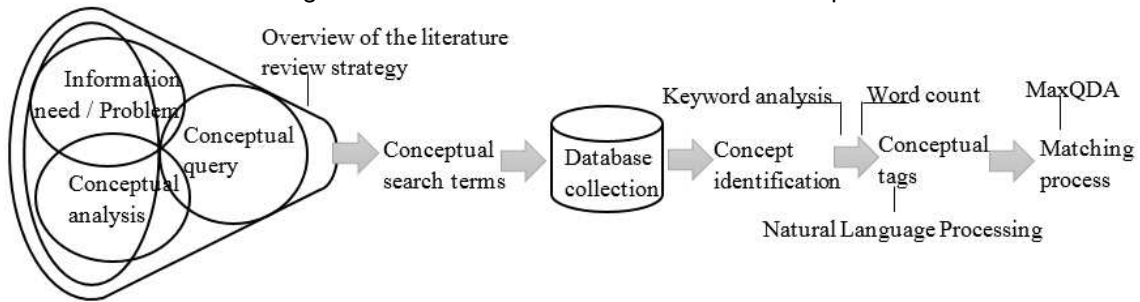 Overview of the literature
review strategy
Information
need / Problem
Conceptual
query
Conceptual
analysis
Conceptual
search terms
Database
collection
Keyword analysis
Concept
identification
Word count
Conceptual
tags
Natural Language Processing
MaxQDA
Matching
process